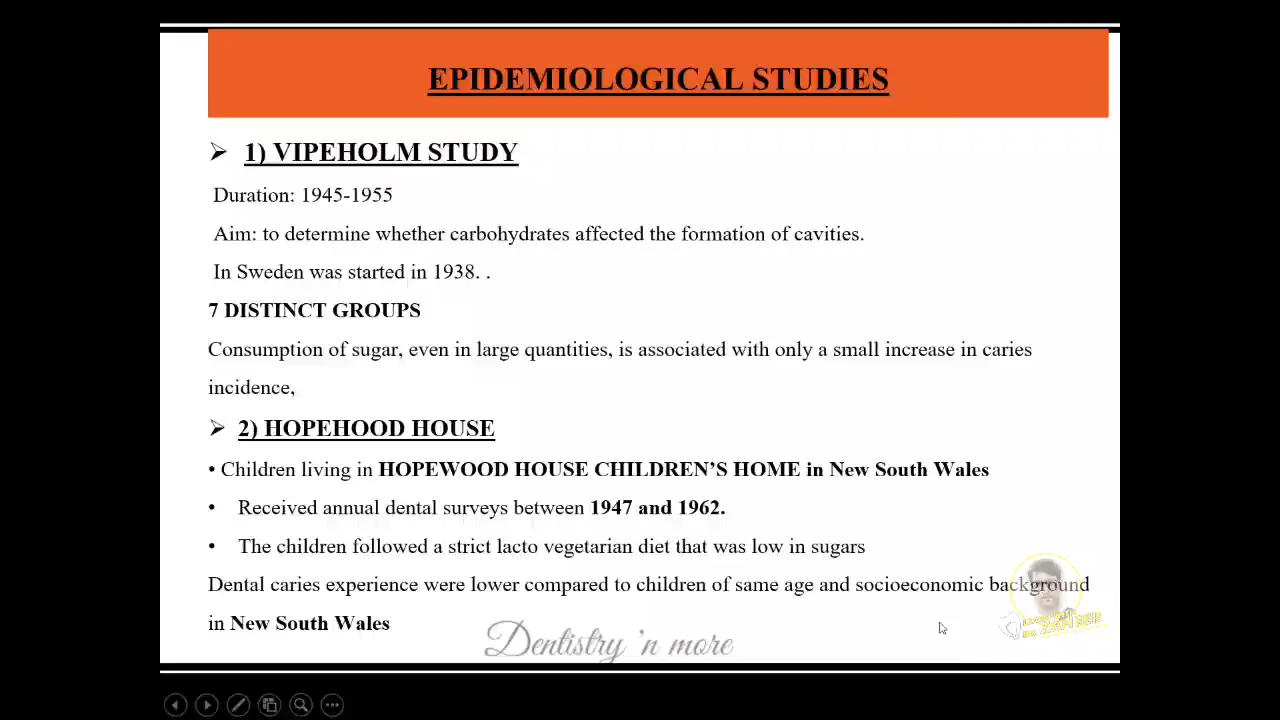 EPIDEMIOLOGICAL STUDIES
➢ 1) VIPEHOLM STUDY
Duration: 1945-1955
Aim: to determine whether carbohydrates affected the formation of cavities.
In Sweden was started in 1938. .
7 DISTINCT GROUPS
Consumption of sugar, even in large quantities, is associated with only a small increase in caries
incidence,
➢ 2) HOPEHOOD HOUSE
• Children living in HOPEWOOD HOUSE CHILDREN'S HOME in New South Wales
• Received annual dental surveys between 1947 and 1962.
• The children followed a strict lacto vegetarian diet that was low in sugars
Dental caries experience were lower compared to children of same age and socioeconomic background
in New South Wales
Dentistry 'n more